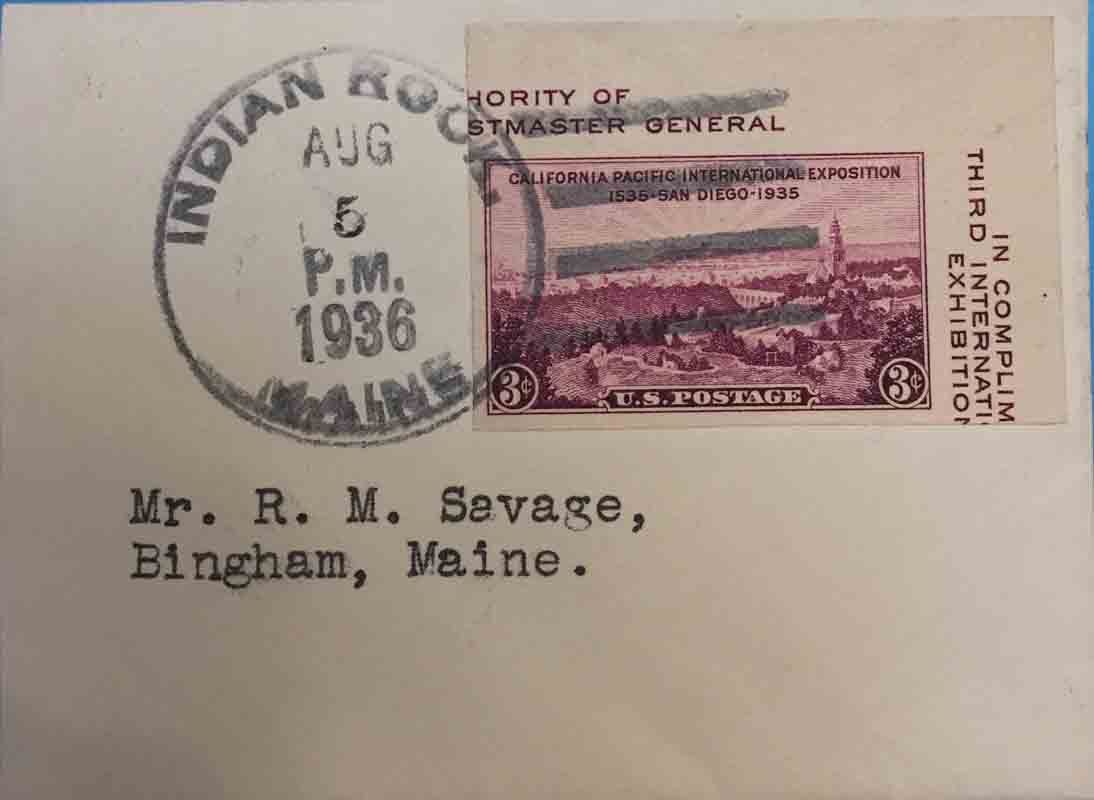 INDIAN ROCK
AUG
5
P.M.
1936
MAINE
HORITY OF
STMASTER GENERAL
CALIFORNIA PACIFIC INTERNATIONAL EXPOSITION
1535·SAN DIEGO·1935
3¢ U.S. POSTAGE 3¢
IN COMPLIM
THIRD INTERNATI
EXHIBITION
Mr. R. M. Savage,
Bingham, Maine.